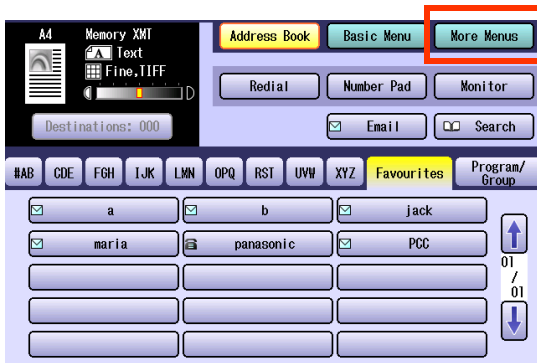 A4 Memory XMT Address Book Basic Menu More Menus
A Text
Fine,TIFF
Redial Number Pad Monitor
Destinations: 000 Email Search
#AB CDE FGH IJK LMN OPQ RST UVW XYZ Favourites Program/
Group
a b jack
maria panasonic PCC
01
/
01